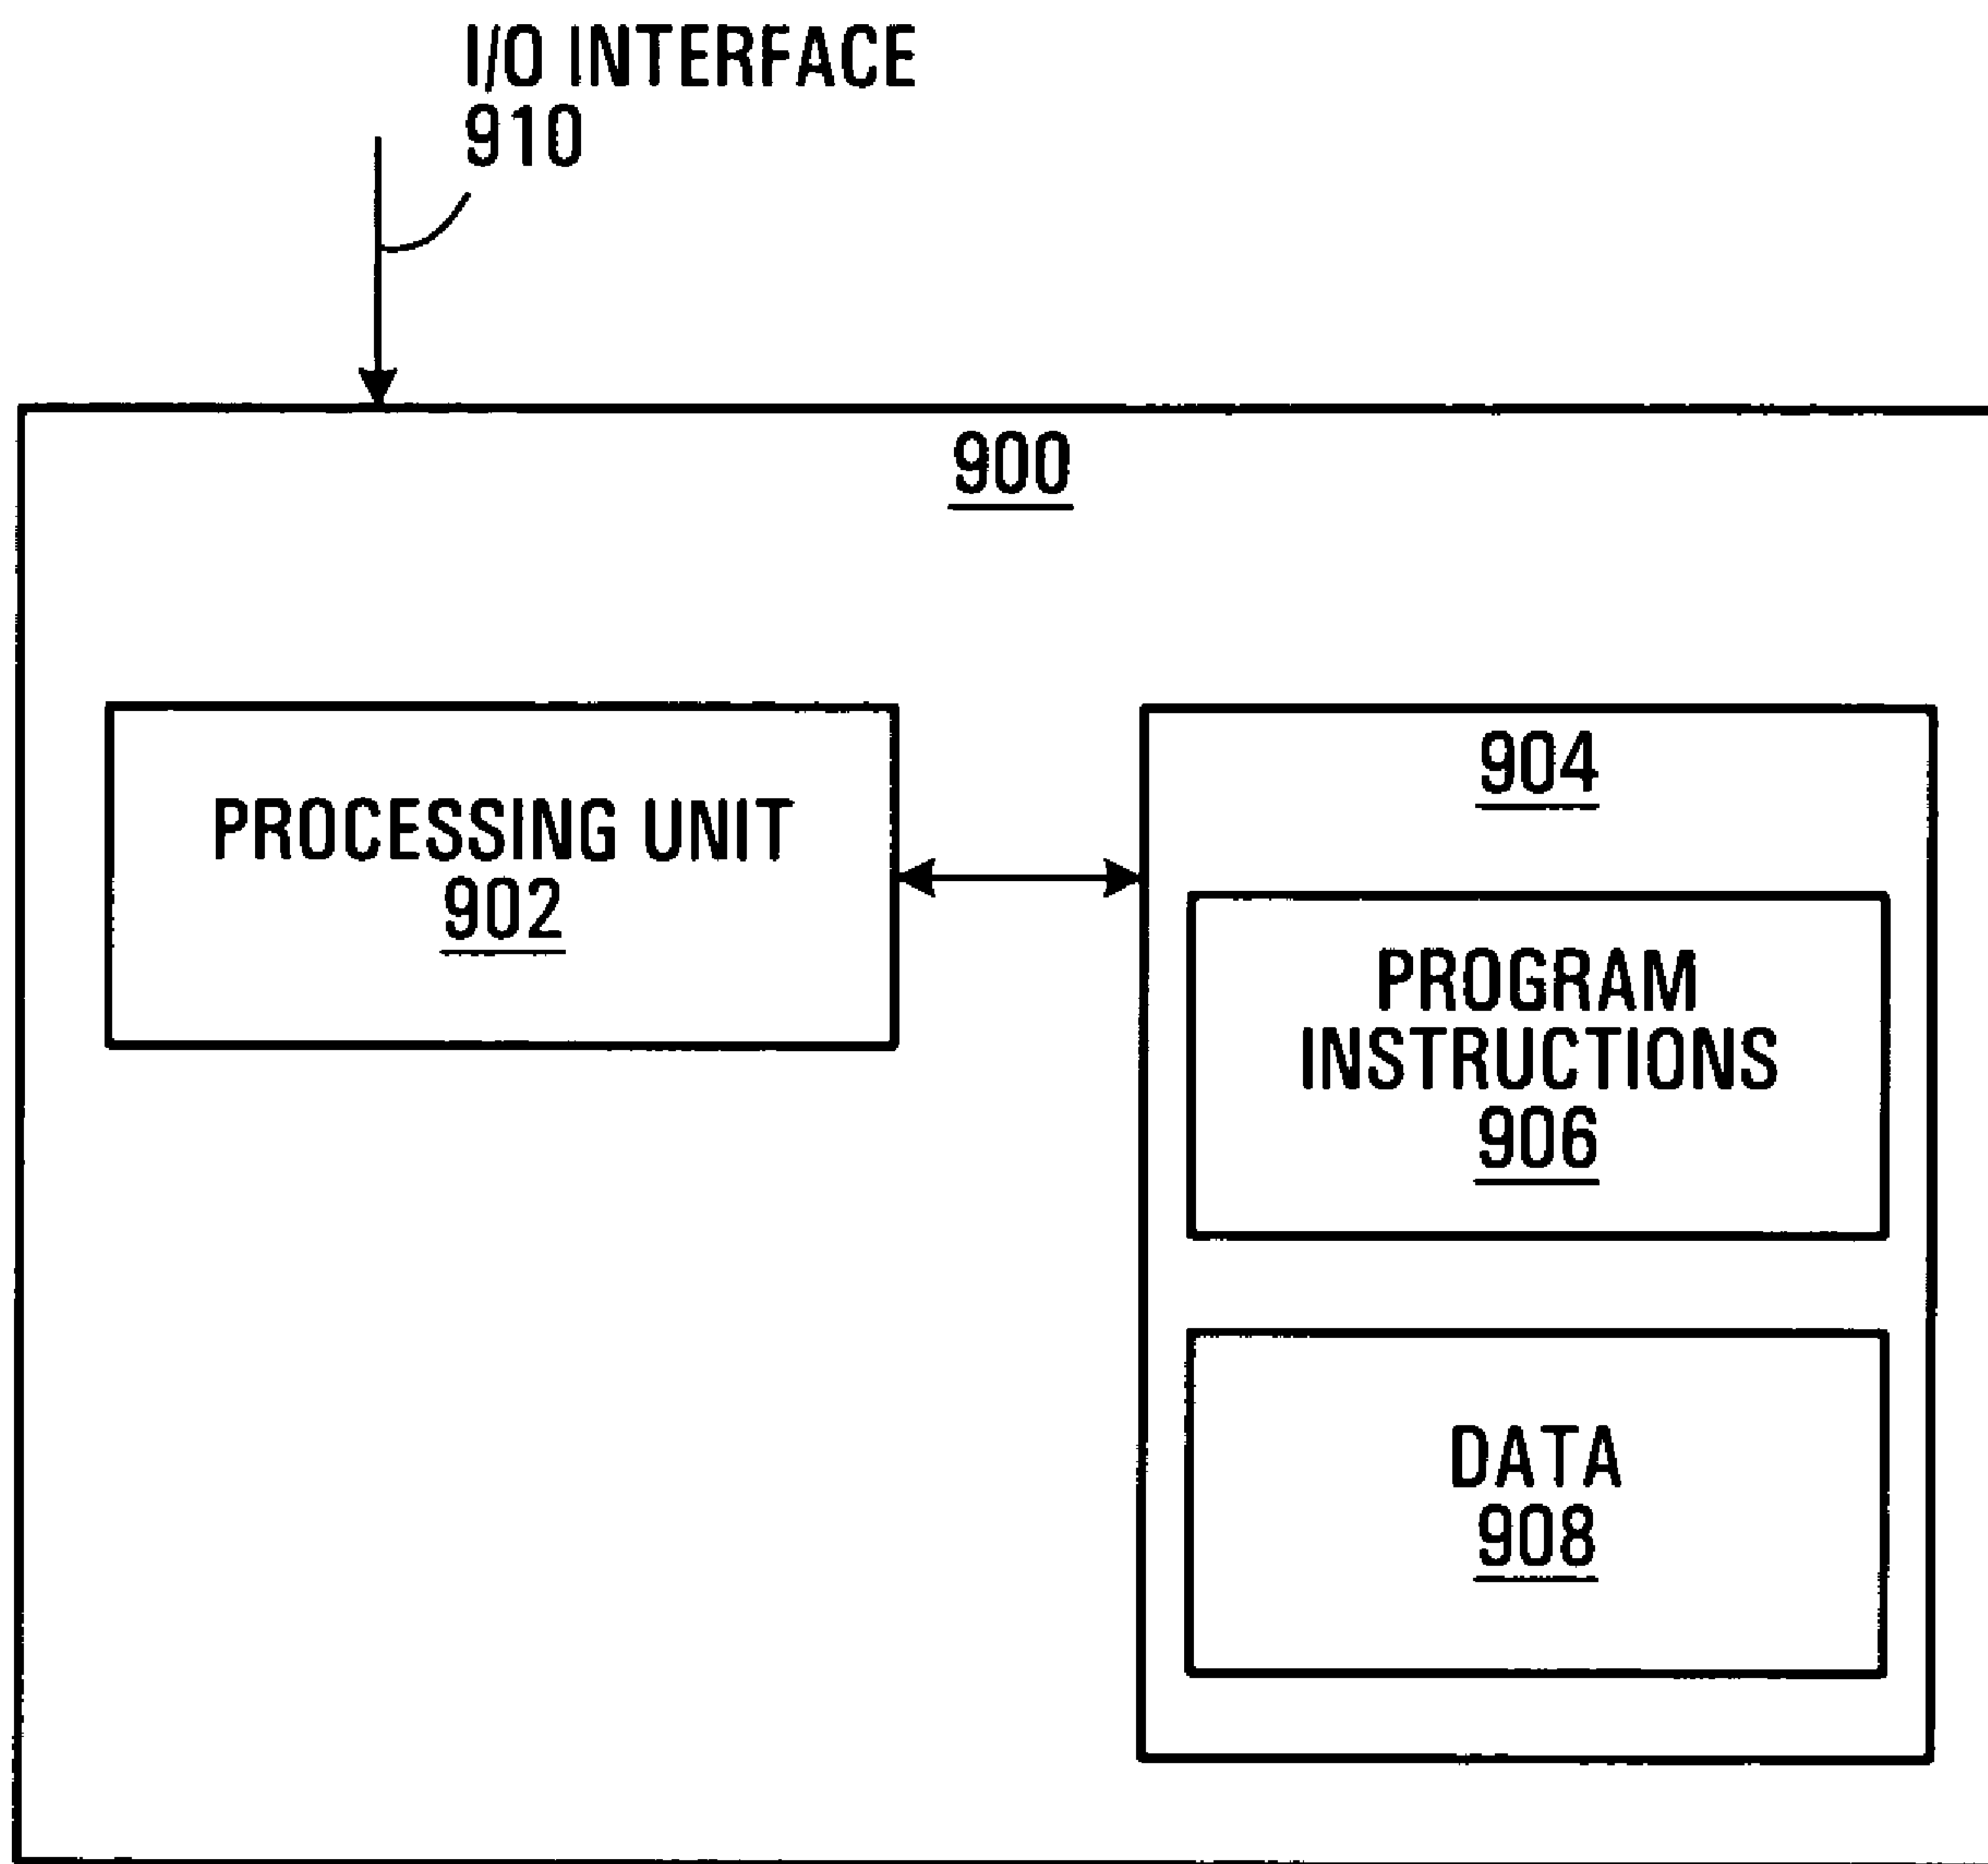 I/O INTERFACE
910
900
PROCESSING UNIT
902
904
PROGRAM
INSTRUCTIONS
906
DATA
908